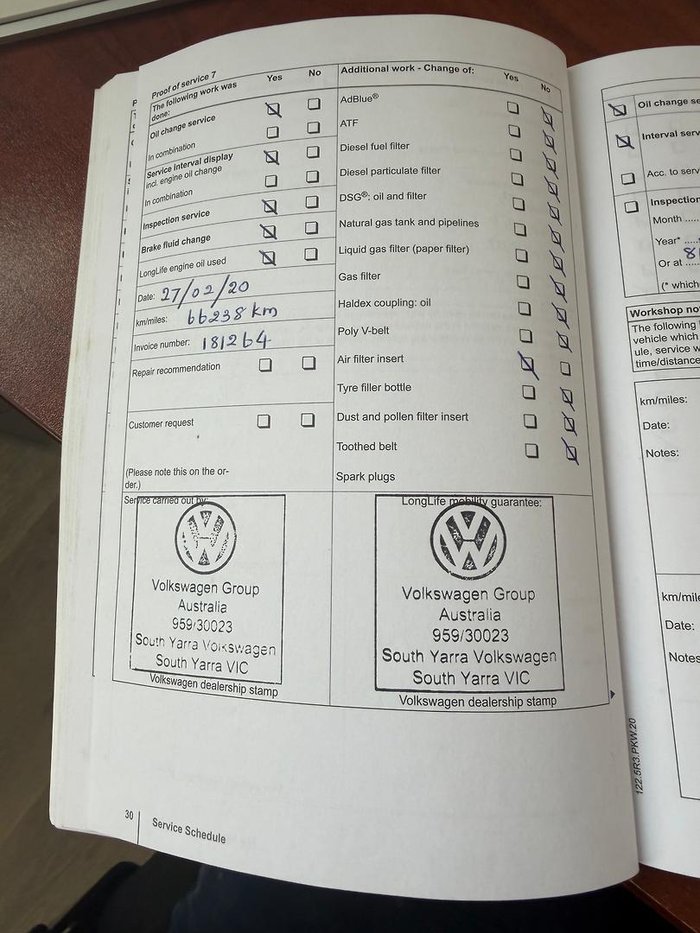 Proof of service 7
The following work was done:
Yes
No
Oil change service
In combination
Service interval display
incl. engine oil change
In combination
Inspection service
Brake fluid change
LongLife engine oil used
Date: 27/02/20
km/miles: 66238 km
Invoice number: 181264
Repair recommendation
Customer request
(Please note this on the or-
der.)
Additional work - Change of:
Yes
No
AdBlue®
ATF
Diesel fuel filter
Diesel particulate filter
DSG®: oil and filter
Natural gas tank and pipelines
Liquid gas filter (paper filter)
Gas filter
Haldex coupling: oil
Poly V-belt
Air filter insert
Tyre filler bottle
Dust and pollen filter insert
Toothed belt
Spark plugs
Service carried out by:
Volkswagen Group
Australia
959/30023
South Yarra Volkswagen
South Yarra VIC
Volkswagen dealership stamp
LongLife mobility guarantee:
Volkswagen Group
Australia
959/30023
South Yarra Volkswagen
South Yarra VIC
Volkswagen dealership stamp
30
Service Schedule
122.5R3.PKW.20
Oil change se
Interval serv
Acc. to serv
Inspection
Month ....
Year* ....
Or at ....
(* which
Workshop not
The following
vehicle which
ule, service w
time/distance
km/miles:
Date:
Notes:
km/mile
Date:
Notes